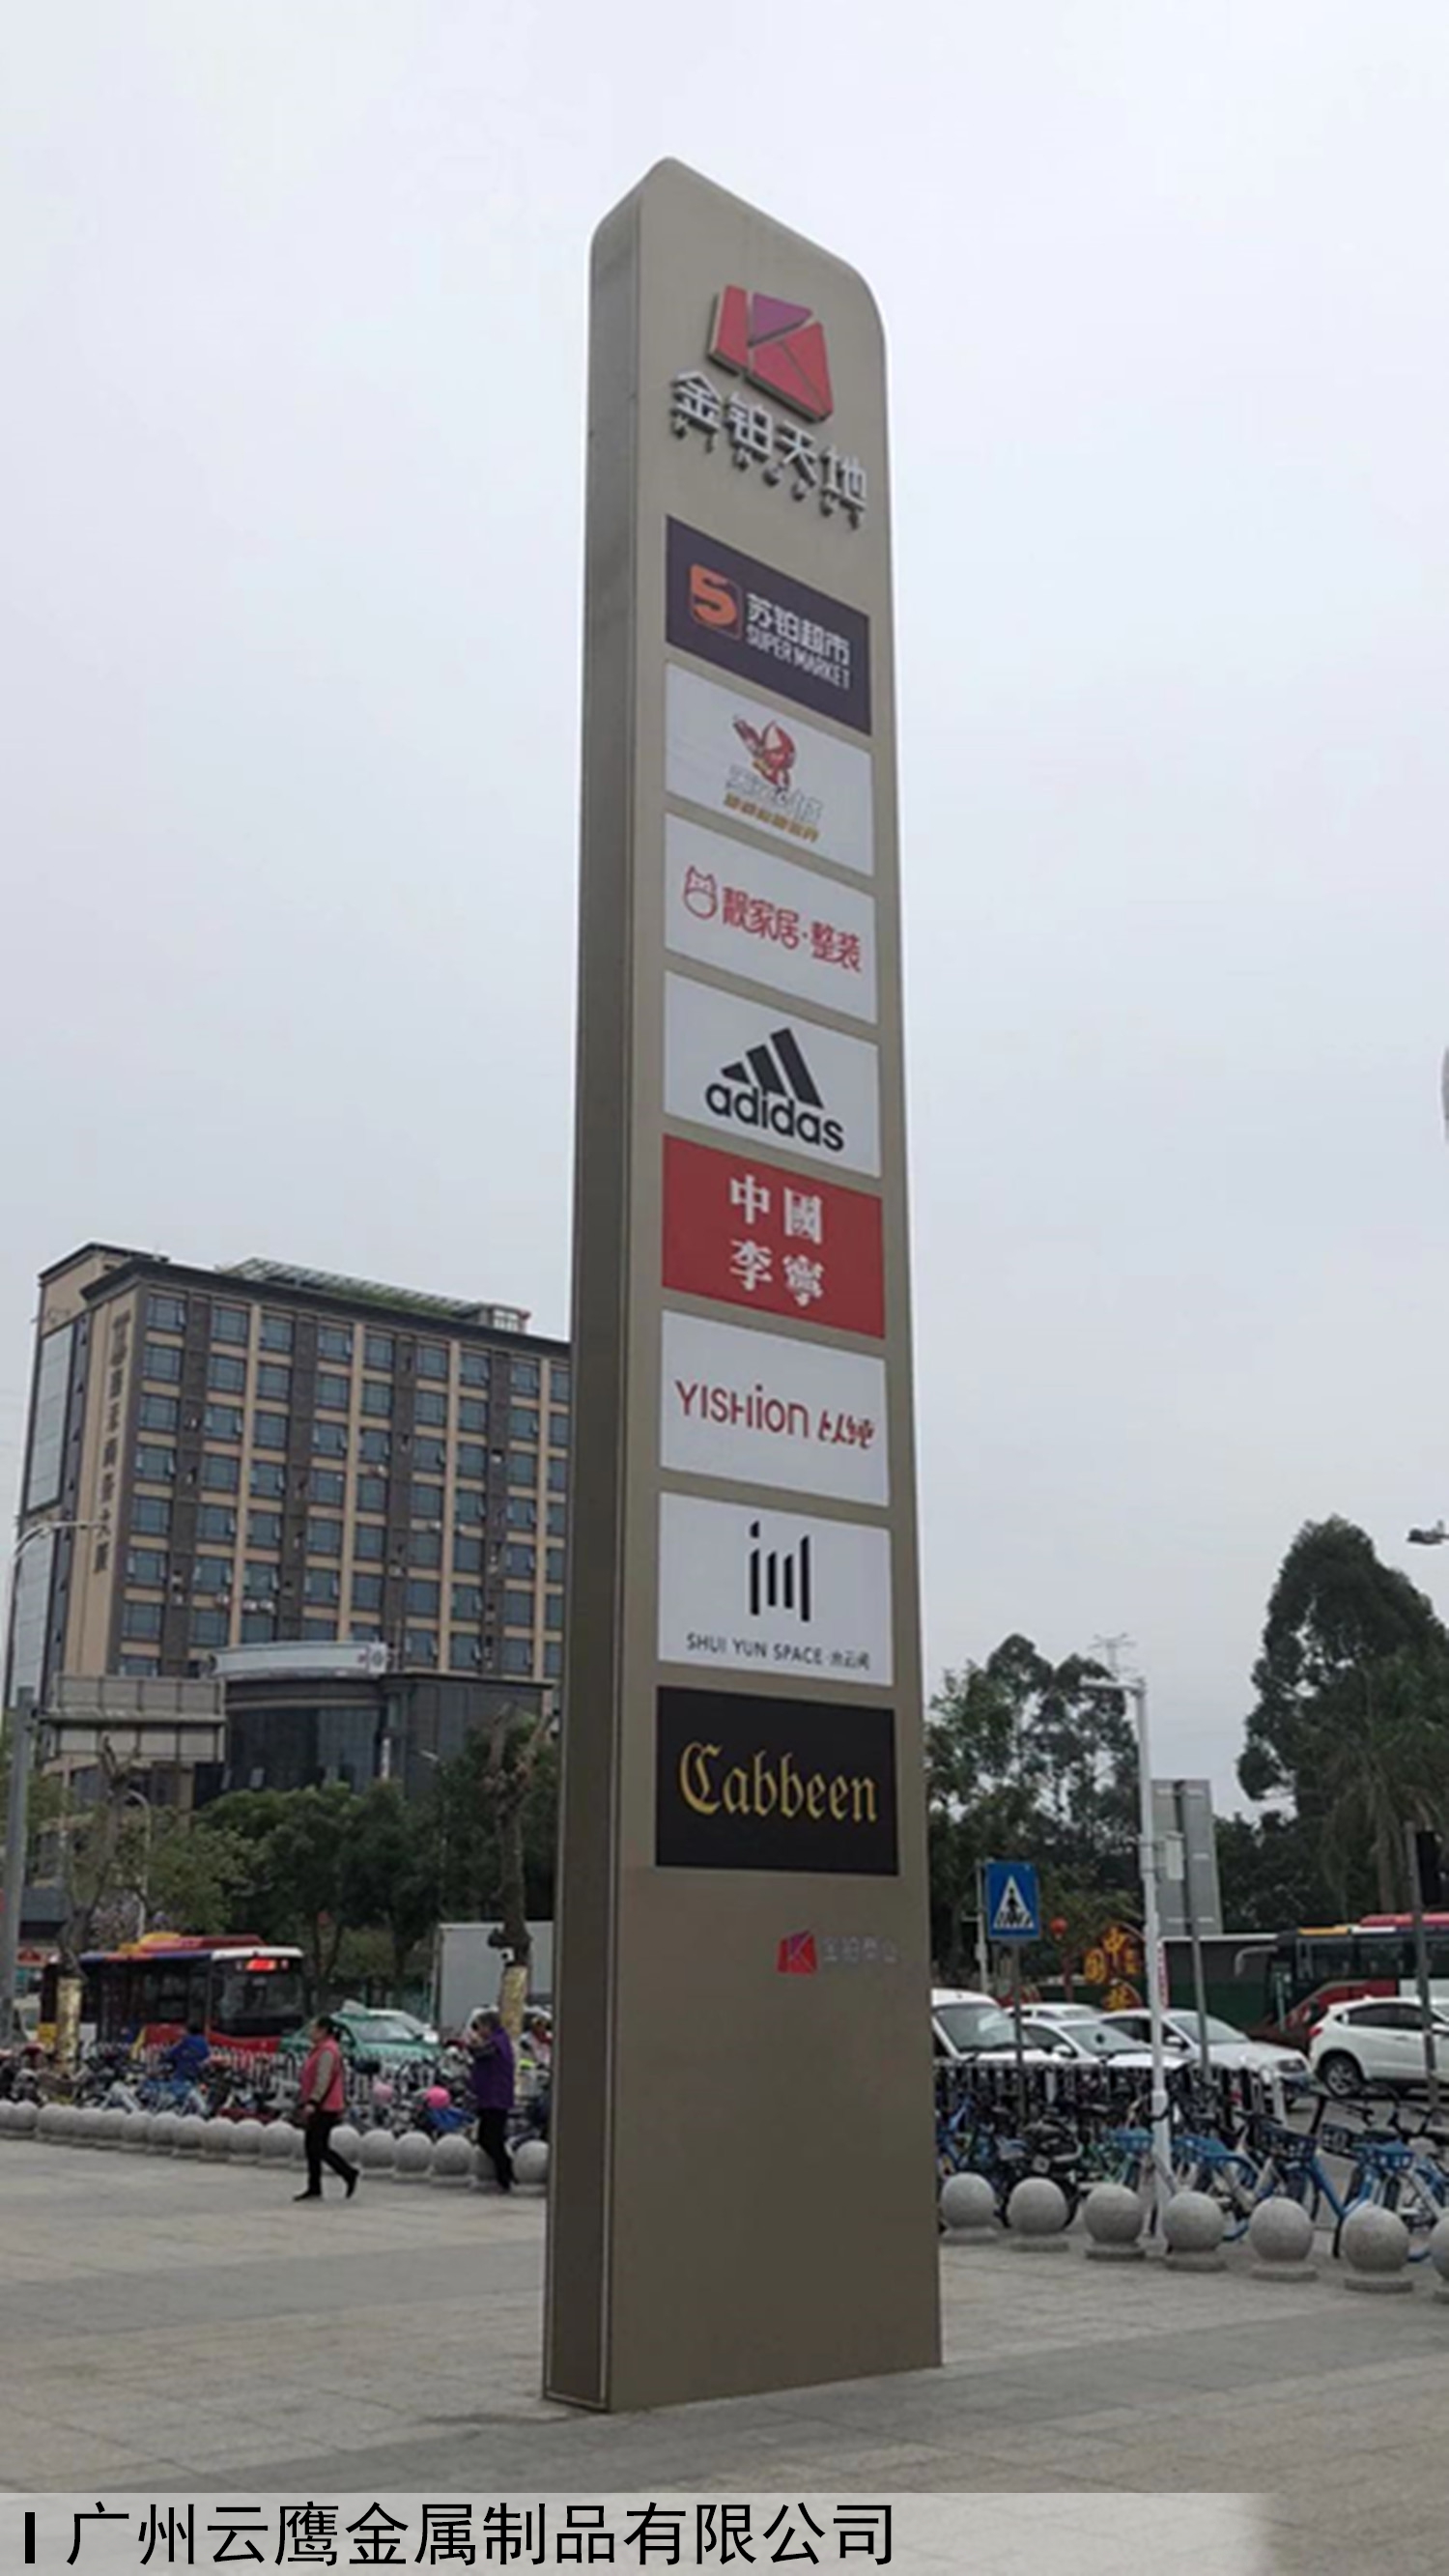 金铂天地
苏铂超市
SUPER MARKET
靓家居·整装
adidas
中國
李寧
YISHION 以纯
SHUI YUN SPACE·水云间
Cabbeen
广州云鹰金属制品有限公司